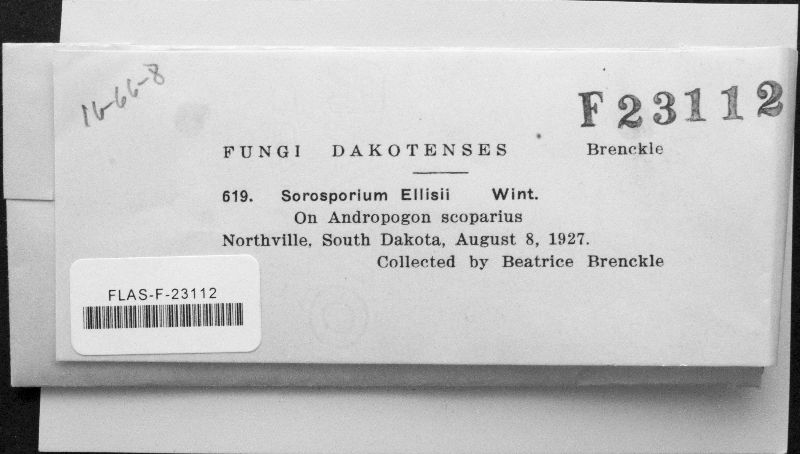 16-66-8
F23112
FUNGI DAKOTENSES Brenckle
619. Sorosporium Ellisii Wint.
On Andropogon scoparius
Northville, South Dakota, August 8, 1927.
Collected by Beatrice Brenckle
FLAS-F-23112